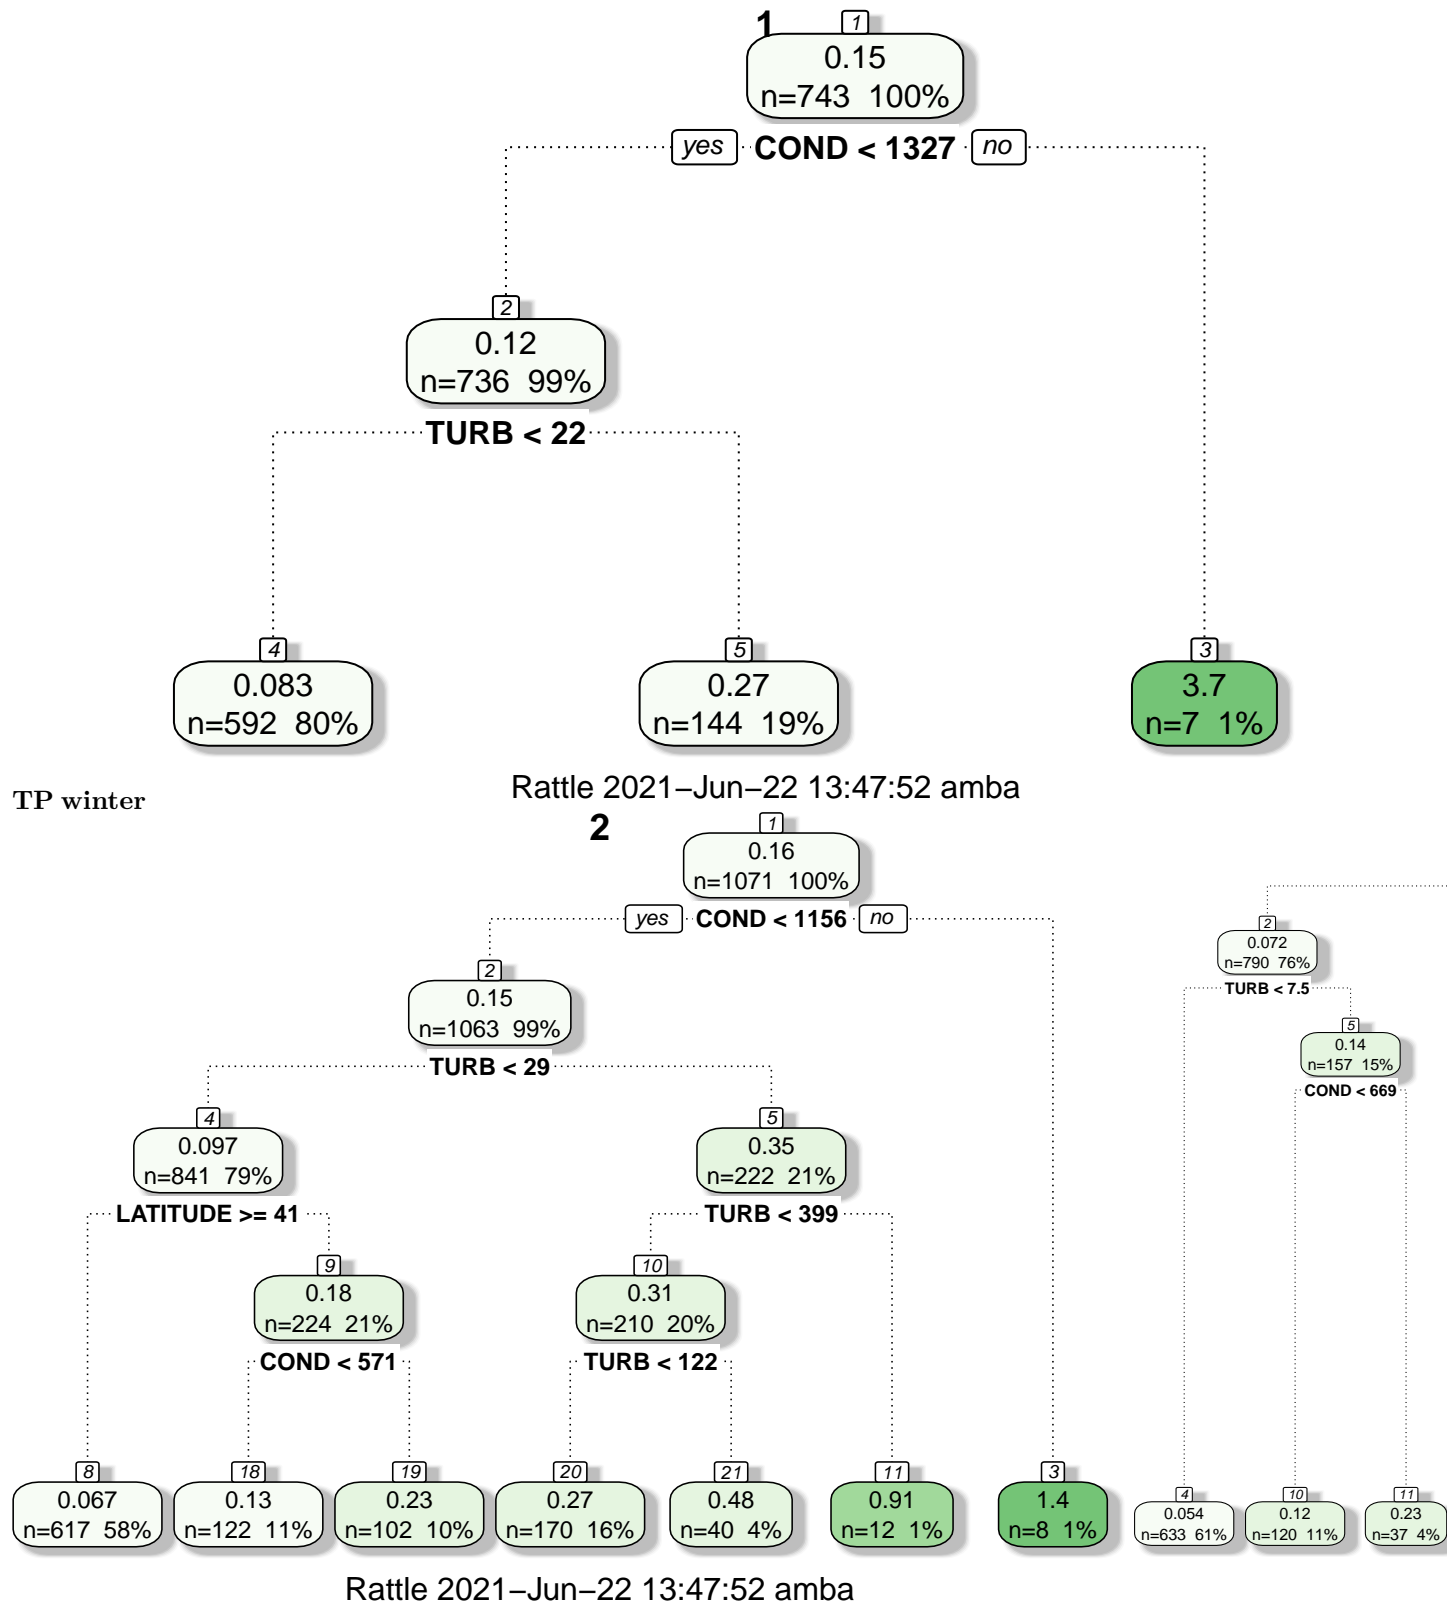 1
1
0.15
n=743 100%
yes COND < 1327 no
2
0.12
n=736 99%
TURB < 22
4
0.083
n=592 80%
5
0.27
n=144 19%
3
3.7
n=7 1%
Rattle 2021−Jun−22 13:47:52 amba
TP winter
2
1
0.16
n=1071 100%
yes COND < 1156 no
2
0.15
n=1063 99%
TURB < 29
4
0.097
n=841 79%
5
0.35
n=222 21%
LATITUDE >= 41
TURB < 399
9
0.18
n=224 21%
10
0.31
n=210 20%
COND < 571
TURB < 122
8
0.067
n=617 58%
18
0.13
n=122 11%
19
0.23
n=102 10%
20
0.27
n=170 16%
21
0.48
n=40 4%
11
0.91
n=12 1%
3
1.4
n=8 1%
Rattle 2021−Jun−22 13:47:52 amba
2
0.072
n=790 76%
TURB < 7.5
5
0.14
n=157 15%
COND < 669
4
0.054
n=633 61%
10
0.12
n=120 11%
11
0.23
n=37 4%